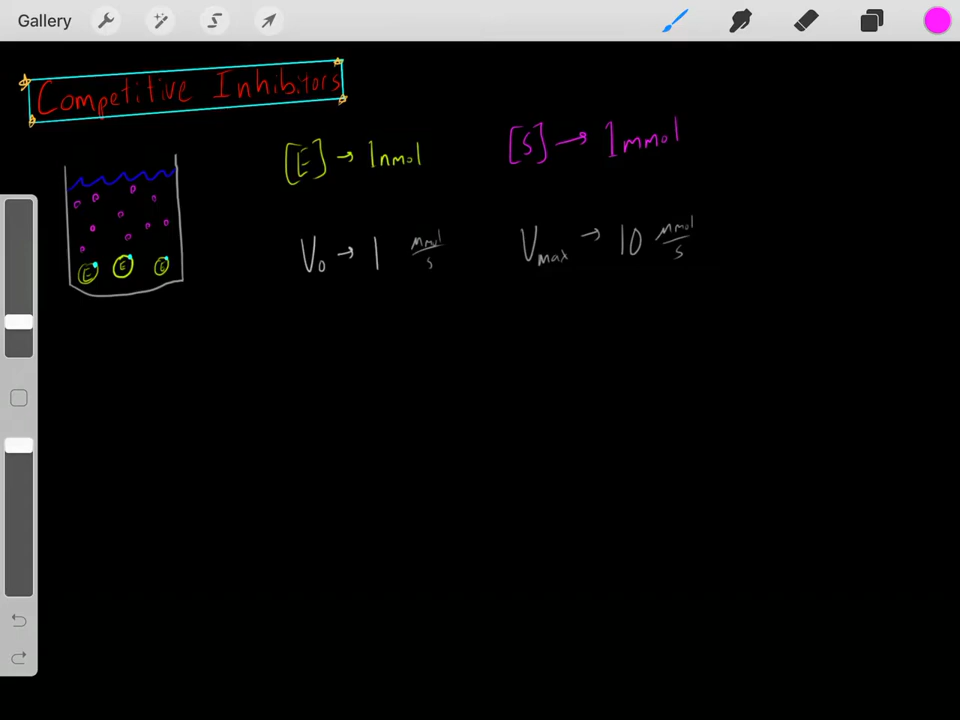 Gallery
Competitive Inhibitors
[E] → 1nmol
[S] → 1mmol
V₀ → 1 mmol/s
Vmax → 10 mmol/s
E E E